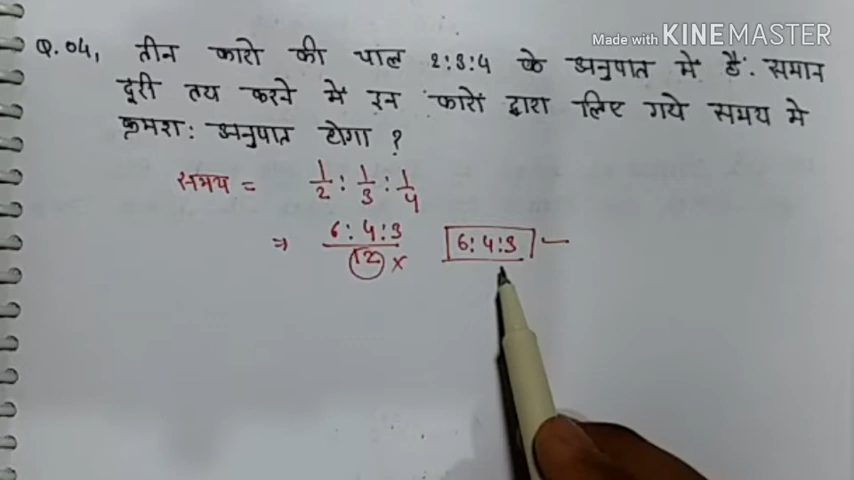 Made with KINEMASTER
Q.04, तीन कारो की चाल 2:3:4 के अनुपात में है. समान
दूरी तय करने में इन कारों द्वारा लिए गये समय मे
क्रमश: अनुपात होगा ?
समय = 1/2 : 1/3 : 1/4
⇒ 6:4:3/12 × 6:4:3 —